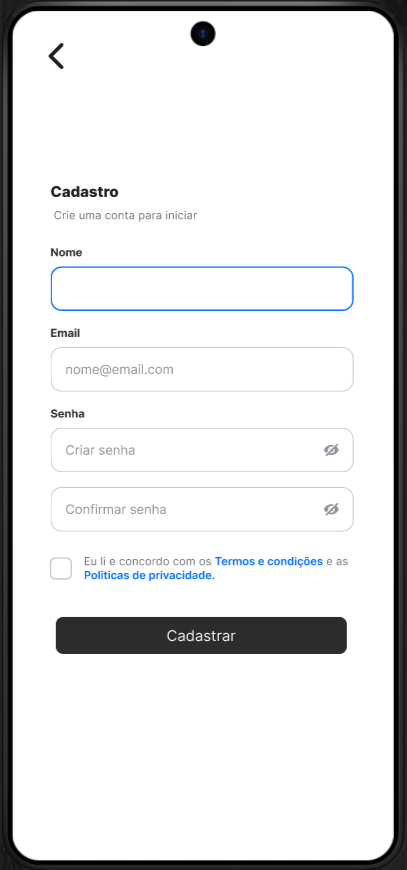 Cadastro
Crie uma conta para iniciar
Nome
Email
nome@email.com
Senha
Criar senha
Confirmar senha
Eu li e concordo com os Termos e condições e as
Politicas de privacidade.
Cadastrar